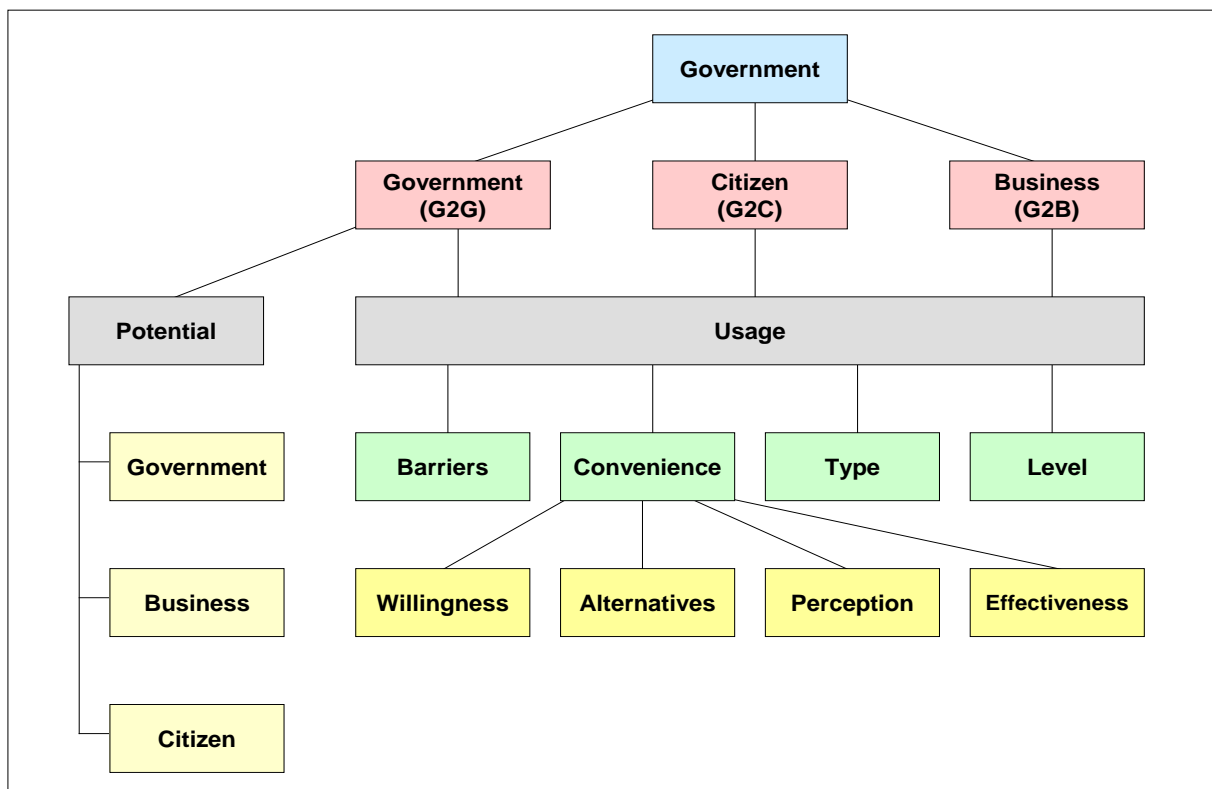 Government
Government
(G2G)
Citizen
(G2C)
Business
(G2B)
Potential
Usage
Government
Barriers
Convenience
Type
Level
Business
Willingness
Alternatives
Perception
Effectiveness
Citizen